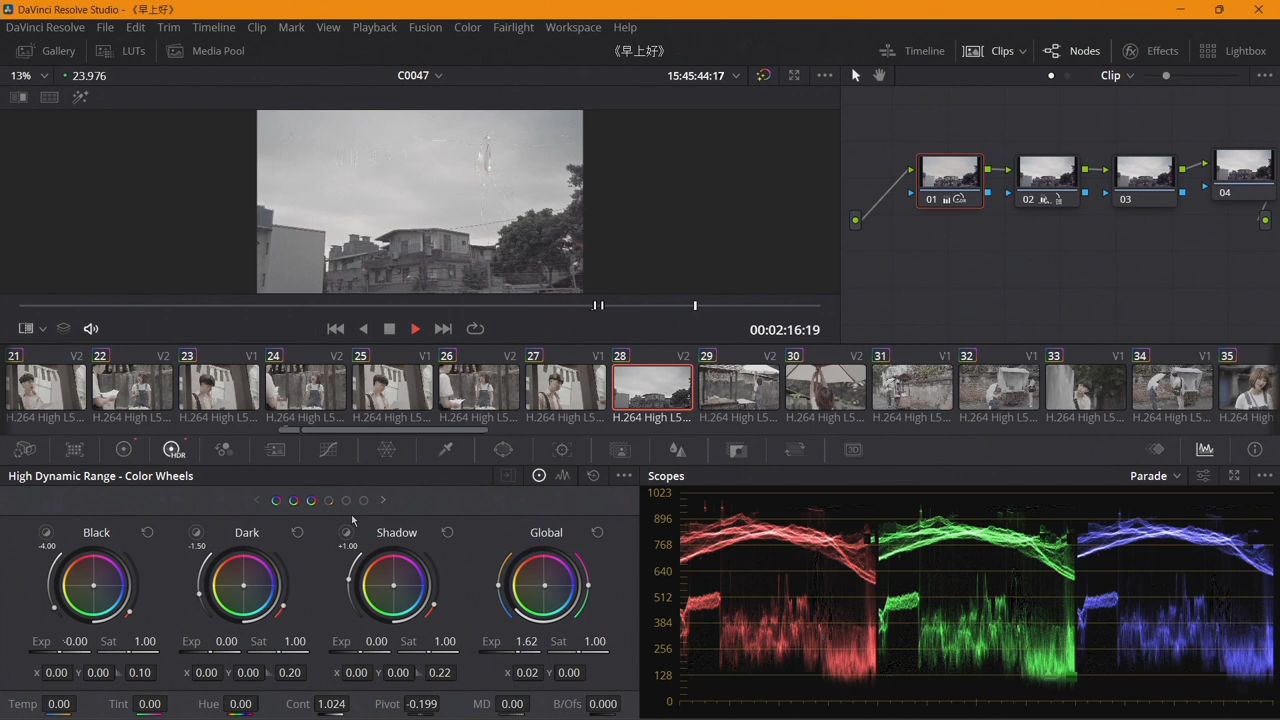 DaVinci Resolve Studio - 《早上好》
DaVinci Resolve File Edit Trim Timeline Clip Mark View Playback Fusion Color Fairlight Workspace Help
Gallery LUTs Media Pool 《早上好》 Timeline Clips Nodes Effects Lightbox
13% 23.976 C0047 15:45:44:17 Clip
01 02 03 04
00:02:16:19
21 V2 22 V2 23 V1 24 V2 25 V1 26 V2 27 V1 28 V2 29 V2 30 V2 31 V1 32 V1 33 V1 34 V1 35
H.264 High L5... H.264 High L5... H.264 High L5... H.264 High L5... H.264 High L5... H.264 High L5... H.264 High L5... H.264 High L5... H.264 High L5... H.264 High L5... H.264 High L5... H.264 High L5... H.264 High L5... H.264 High L5... H.264 High L
HDR 3D
High Dynamic Range - Color Wheels
Scopes Parade
Black Dark Shadow Global
-4.00 -1.50 +1.00
Exp -0.00 Sat 1.00 Exp 0.00 Sat 1.00 Exp 0.00 Sat 1.00 Exp 1.62 Sat 1.00
X 0.00 Y 0.00 0.10 X 0.00 Y 0.00 0.20 X 0.00 Y 0.00 0.22 X 0.02 Y 0.00
Temp 0.00 Tint 0.00 Hue 0.00 Cont 1.024 Pivot -0.199 MD 0.00 B/Ofs 0.000
1023
896
768
640
512
384
256
128
0